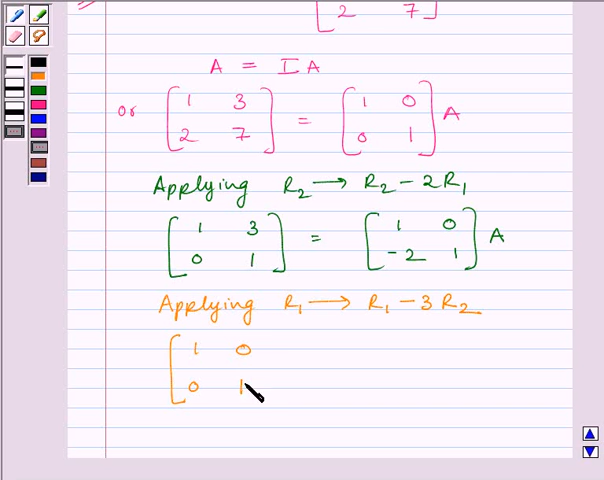 2 7
A = IA
or [ 1 3 ] = [ 1 0 ] A
[ 2 7 ] [ 0 1 ]
Applying R2 → R2 - 2R1
[ 1 3 ] = [ 1 0 ] A
[ 0 1 ] [ -2 1 ]
Applying R1 → R1 - 3R2
[ 1 0
[ 0 1